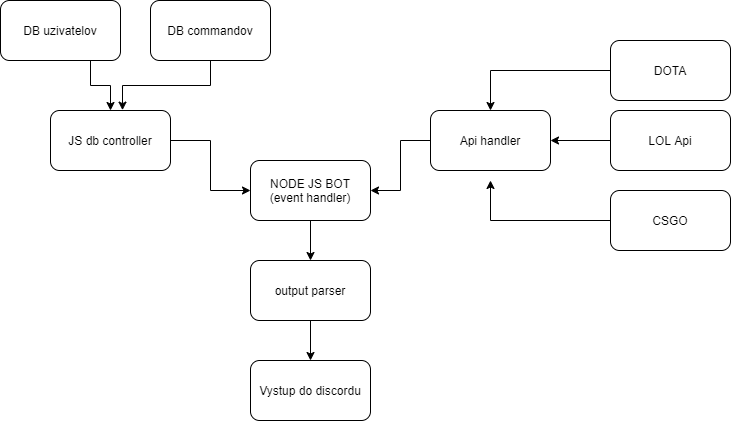 DB uzivatelov
DB commandov
DOTA
JS db controller
Api handler
LOL Api
NODE JS BOT
(event handler)
CSGO
output parser
Vystup do discordu